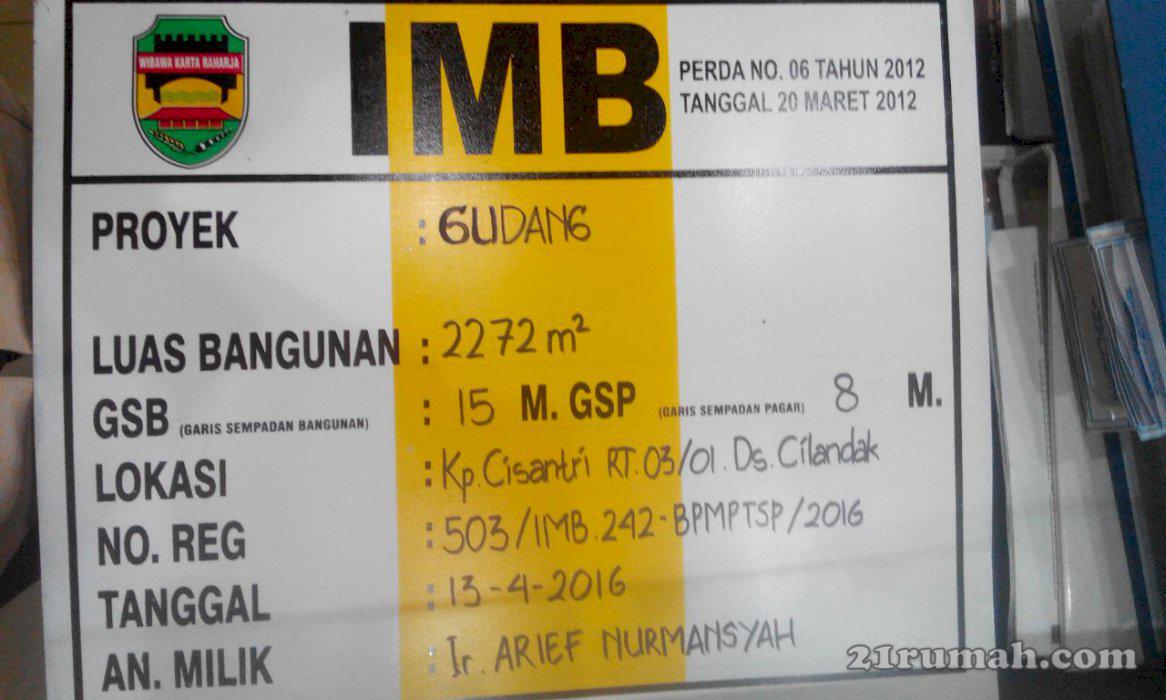 WIBAWA KARTA RAHARJA
IMB
PERDA NO. 06 TAHUN 2012
TANGGAL 20 MARET 2012
PROYEK : GUDANG
LUAS BANGUNAN : 2272 m²
GSB (GARIS SEMPADAN BANGUNAN) : 15 M. GSP (GARIS SEMPADAN PAGAR) 8 M.
LOKASI : Kp. Cisantri RT. 03/01. Ds. Cilandak
NO. REG : 503/IMB.242-BPMPTSP/2016
TANGGAL : 13-4-2016
AN. MILIK : Ir. ARIEF NURMANSYAH
21rumah.com